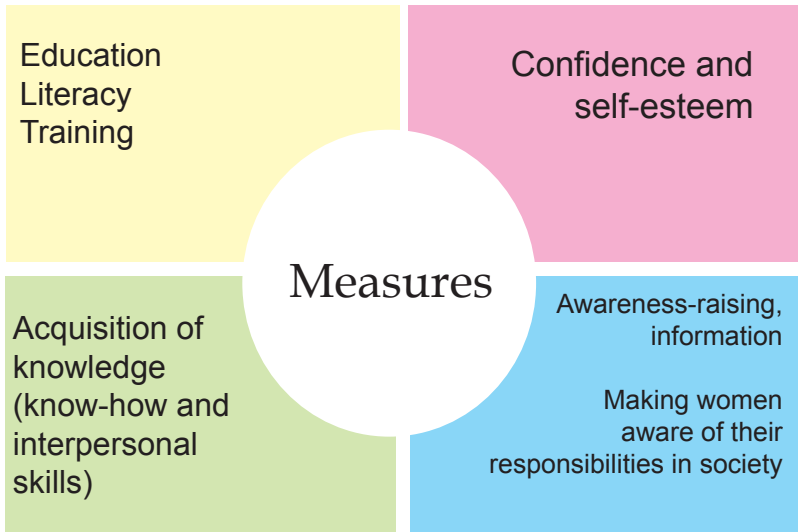 Education
Literacy
Training
Confidence and
self-esteem
Measures
Acquisition of
knowledge
(know-how and
interpersonal
skills)
Awareness-raising,
information
Making women
aware of their
responsibilities in society